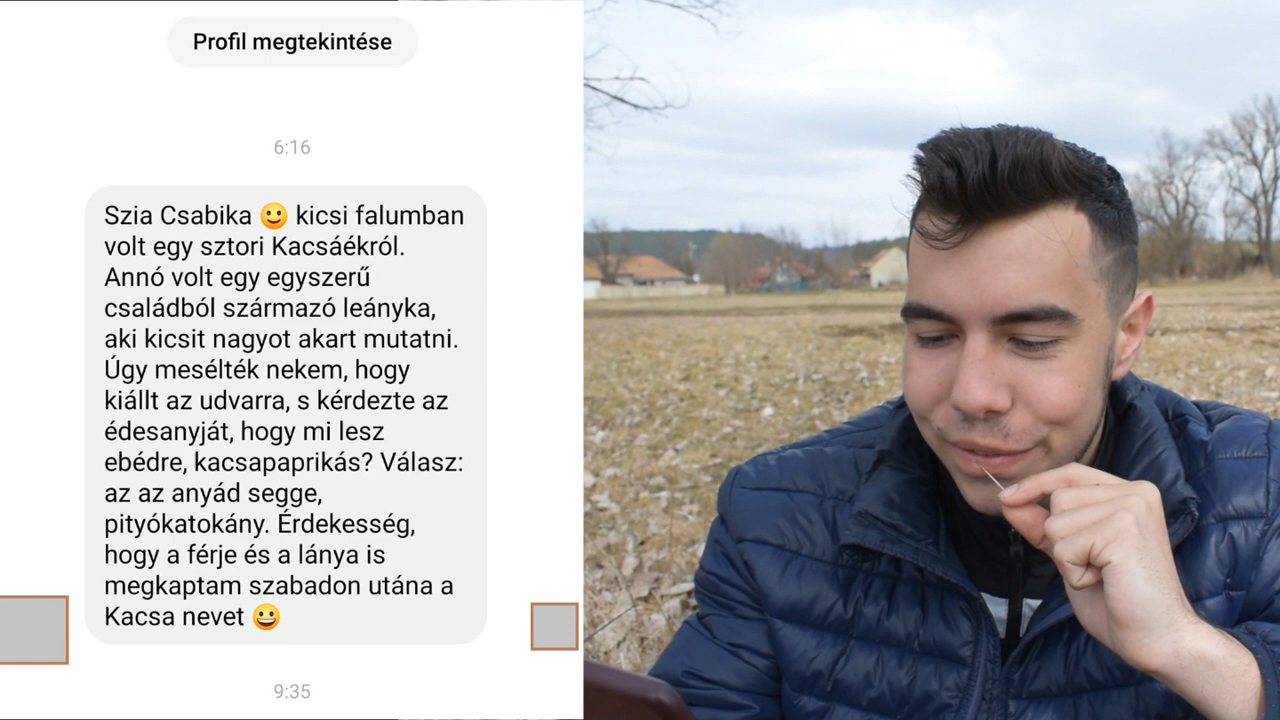 Profil megtekintése
6:16
Szia Csabika 🙂 kicsi falumban
volt egy sztori Kacsáékról.
Annó volt egy egyszerű
családból származó leányka,
aki kicsit nagyot akart mutatni.
Úgy mesélték nekem, hogy
kiállt az udvarra, s kérdezte az
édesanyját, hogy mi lesz
ebédre, kacsapaprikás? Válasz:
az az anyád segge,
pityókatokány. Érdekesség,
hogy a férje és a lánya is
megkaptam szabadon utána a
Kacsa nevet 😀
9:35